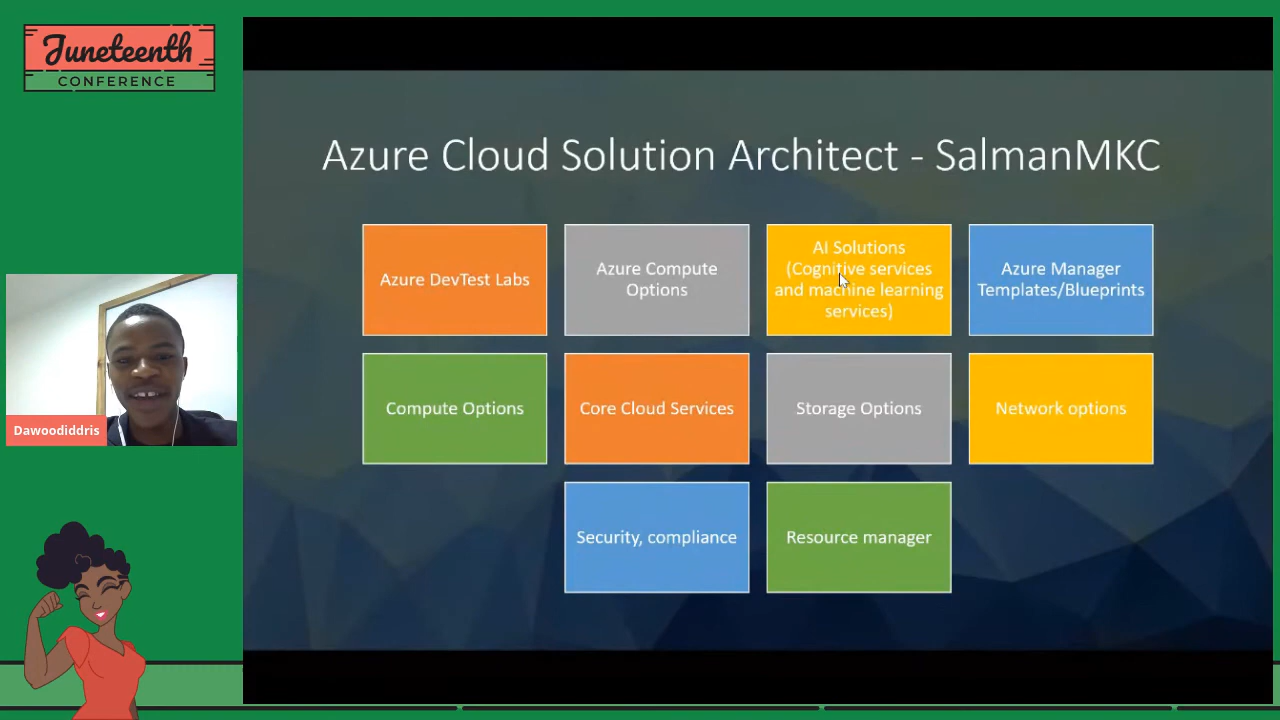 Juneteenth
CONFERENCE
Azure Cloud Solution Architect - SalmanMKC
Azure DevTest Labs
Azure Compute
Options
AI Solutions
(Cognitive services
and machine learning
services)
Azure Manager
Templates/Blueprints
Compute Options
Core Cloud Services
Storage Options
Network options
Security, compliance
Resource manager
Dawoodiddris